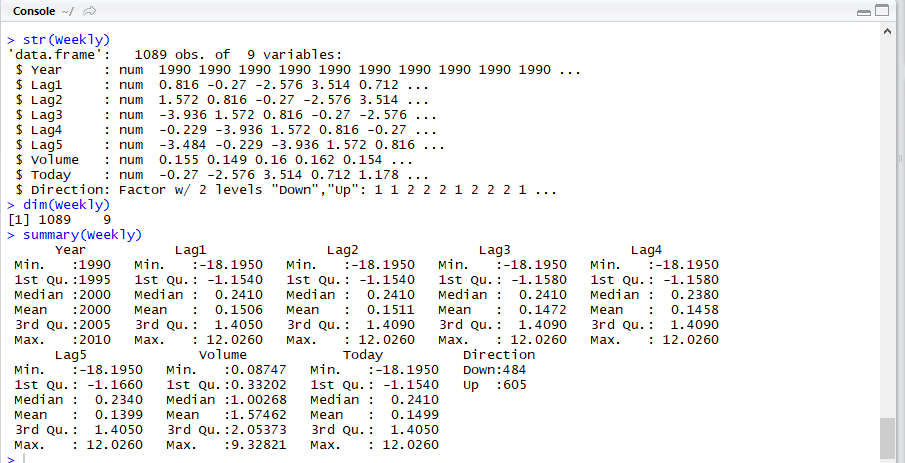 Console ~/
> str(Weekly)
'data.frame':   1089 obs. of  9 variables:
 $ Year     : num  1990 1990 1990 1990 1990 1990 1990 1990 1990 1990 ...
 $ Lag1     : num  0.816 -0.27 -2.576 3.514 0.712 ...
 $ Lag2     : num  1.572 0.816 -0.27 -2.576 3.514 ...
 $ Lag3     : num  -3.936 1.572 0.816 -0.27 -2.576 ...
 $ Lag4     : num  -0.229 -3.936 1.572 0.816 -0.27 ...
 $ Lag5     : num  -3.484 -0.229 -3.936 1.572 0.816 ...
 $ Volume   : num  0.155 0.149 0.16 0.162 0.154 ...
 $ Today    : num  -0.27 -2.576 3.514 0.712 1.178 ...
 $ Direction: Factor w/ 2 levels "Down","Up": 1 1 2 2 2 1 2 2 2 1 ...
> dim(Weekly)
[1] 1089    9
> summary(Weekly)
      Year           Lag1               Lag2               Lag3               Lag4
 Min.   :1990   Min.   :-18.1950   Min.   :-18.1950   Min.   :-18.1950   Min.   :-18.1950
 1st Qu.:1995   1st Qu.: -1.1540   1st Qu.: -1.1540   1st Qu.: -1.1580   1st Qu.: -1.1580
 Median :2000   Median :  0.2410   Median :  0.2410   Median :  0.2410   Median :  0.2380
 Mean   :2000   Mean   :  0.1506   Mean   :  0.1511   Mean   :  0.1472   Mean   :  0.1458
 3rd Qu.:2005   3rd Qu.:  1.4050   3rd Qu.:  1.4090   3rd Qu.:  1.4090   3rd Qu.:  1.4090
 Max.   :2010   Max.   : 12.0260   Max.   : 12.0260   Max.   : 12.0260   Max.   : 12.0260
      Lag5              Volume            Today          Direction
 Min.   :-18.1950   Min.   :0.08747   Min.   :-18.1950   Down:484
 1st Qu.: -1.1660   1st Qu.:0.33202   1st Qu.: -1.1540   Up  :605
 Median :  0.2340   Median :1.00268   Median :  0.2410
 Mean   :  0.1399   Mean   :1.57462   Mean   :  0.1499
 3rd Qu.:  1.4050   3rd Qu.:2.05373   3rd Qu.:  1.4050
 Max.   : 12.0260   Max.   :9.32821   Max.   : 12.0260
>